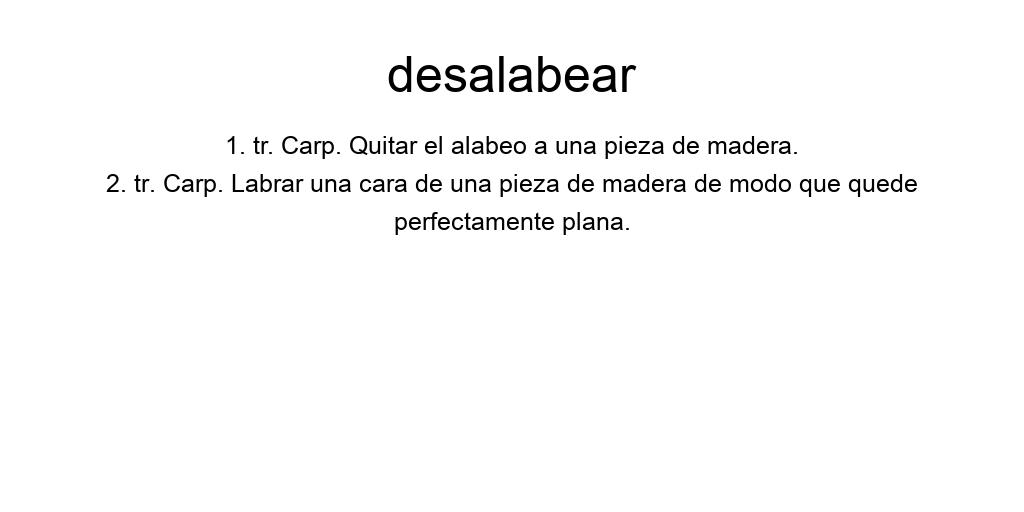 desalabear
1. tr. Carp. Quitar el alabeo a una pieza de madera.
2. tr. Carp. Labrar una cara de una pieza de madera de modo que quede
perfectamente plana.